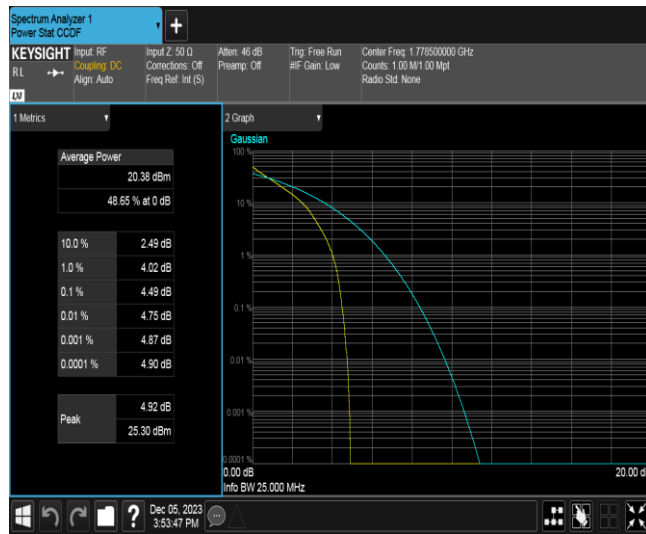 Spectrum Analyzer 1
Power Stat CCDF
KEYSIGHT
RL
LXI
Input: RF
Coupling: DC
Align: Auto
Input Z: 50 Ω
Corrections: Off
Freq Ref: Int (S)
Atten: 46 dB
Preamp: Off
Trig: Free Run
#IF Gain: Low
Center Freq: 1.778500000 GHz
Counts: 1.00 M/1.00 Mpt
Radio Std: None
1 Metrics
Average Power
20.38 dBm
48.65 % at 0 dB
10.0 % 2.49 dB
1.0 % 4.02 dB
0.1 % 4.49 dB
0.01 % 4.75 dB
0.001 % 4.87 dB
0.0001 % 4.90 dB
Peak
4.92 dB
25.30 dBm
2 Graph
Gaussian
100 %
10 %
1 %
0.1 %
0.01 %
0.001 %
0.0001 %
0.00 dB
20.00 d
Info BW 25.000 MHz
?
Dec 05, 2023
3:53:47 PM